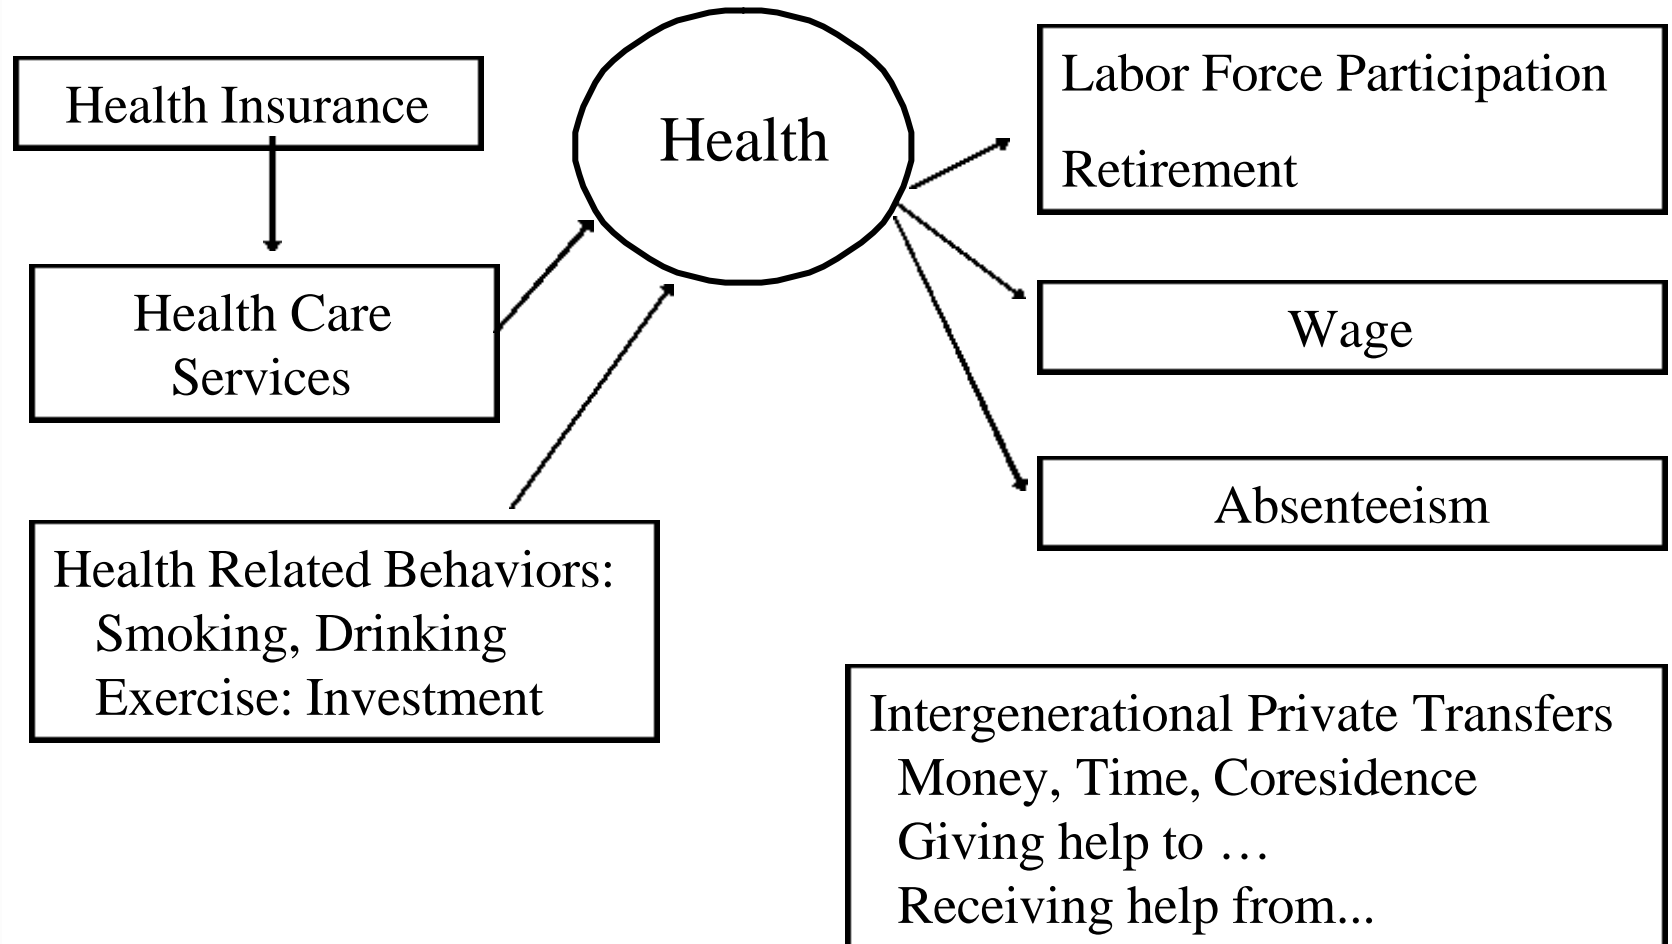 Health Insurance
Health Care
Services
Health Related Behaviors:
Smoking, Drinking
Exercise: Investment
Health
Labor Force Participation
Retirement
Wage
Absenteeism
Intergenerational Private Transfers
Money, Time, Coresidence
Giving help to …
Receiving help from...